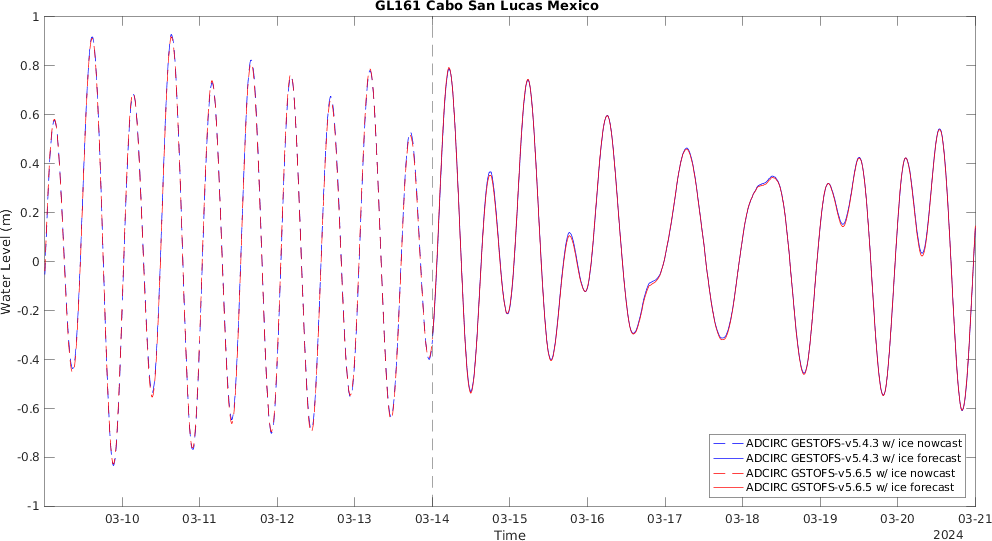 GL161 Cabo San Lucas Mexico
1
0.8
0.6
0.4
0.2
0
-0.2
-0.4
-0.6
-0.8
-1
Water Level (m)
ADCIRC GESTOFS-v5.4.3 w/ ice nowcast
ADCIRC GESTOFS-v5.4.3 w/ ice forecast
ADCIRC GSTOFS-v5.6.5 w/ ice nowcast
ADCIRC GSTOFS-v5.6.5 w/ ice forecast
03-10 03-11 03-12 03-13 03-14 03-15 03-16 03-17 03-18 03-19 03-20 03-21
Time
2024